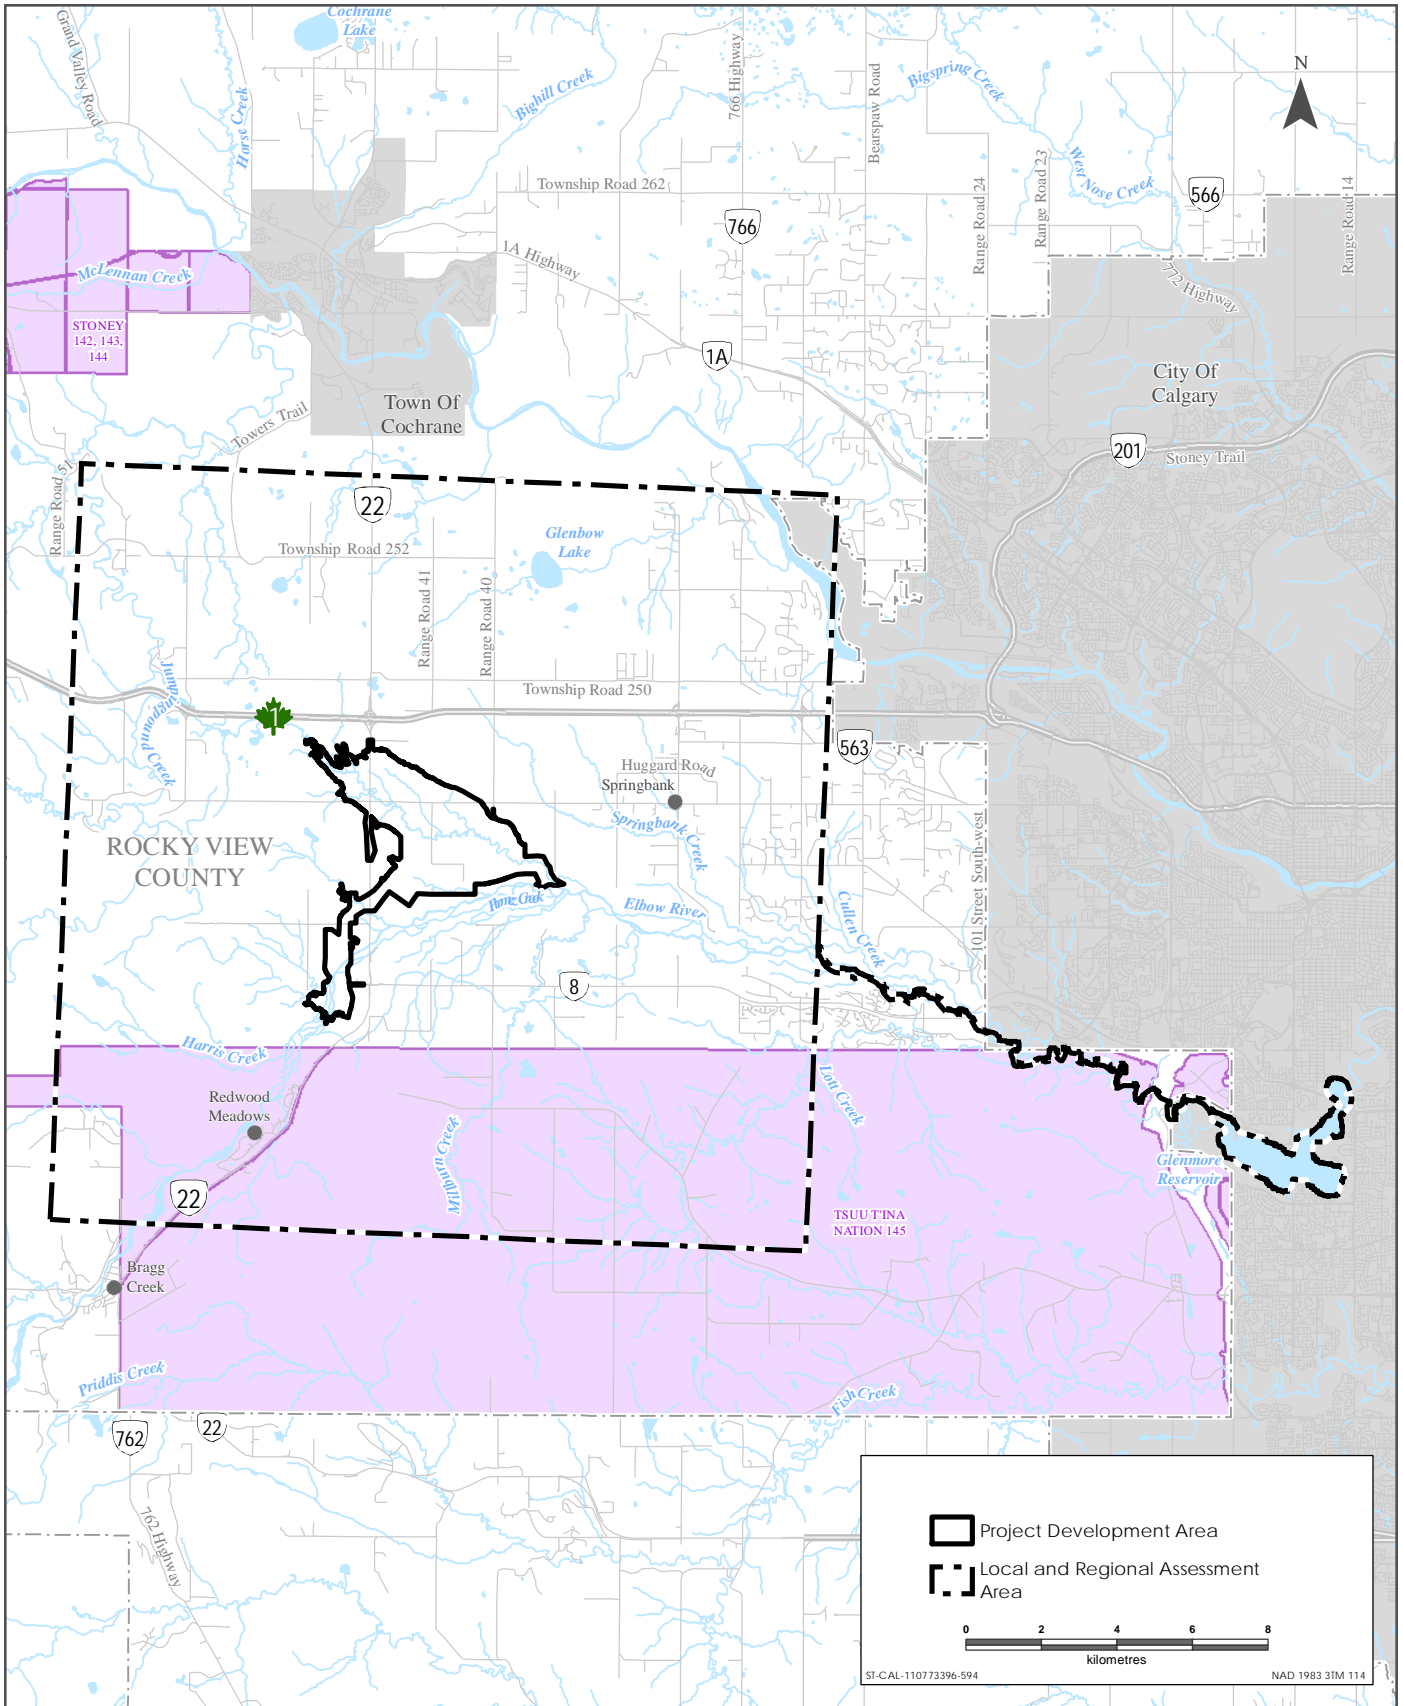 Cochrane
Lake
Grand Valley Road
Horse Creek
Bighill Creek
766 Highway
Bearspaw Road
Bigspring Creek
N
West Nose Creek
Range Road 23
Range Road 24
566
Range Road 14
Township Road 262
766
1A Highway
McLennan Creek
772 Highway
STONEY
142, 143,
144
1A
City Of
Calgary
Town Of
Cochrane
Towers Trail
201
Stoney Trail
Range Road 51
22
Township Road 252
Glenbow
Lake
Range Road 41
Range Road 40
Jumpingpound Creek
Township Road 250
1
563
Huggard Road
Springbank
Springbank Creek
101 Street South-west
ROCKY VIEW
COUNTY
Elbow River
Cullen Creek
8
Harris Creek
Lott Creek
Redwood
Meadows
Millburn Creek
Glenmore
Reservoir
22
TSUU T'INA
NATION 145
Bragg
Creek
Priddis Creek
Fish Creek
762
22
762 Highway
Project Development Area
Local and Regional Assessment
Area
0 2 4 6 8
kilometres
ST-CAL-110773396-594
NAD 1983 3TM 114